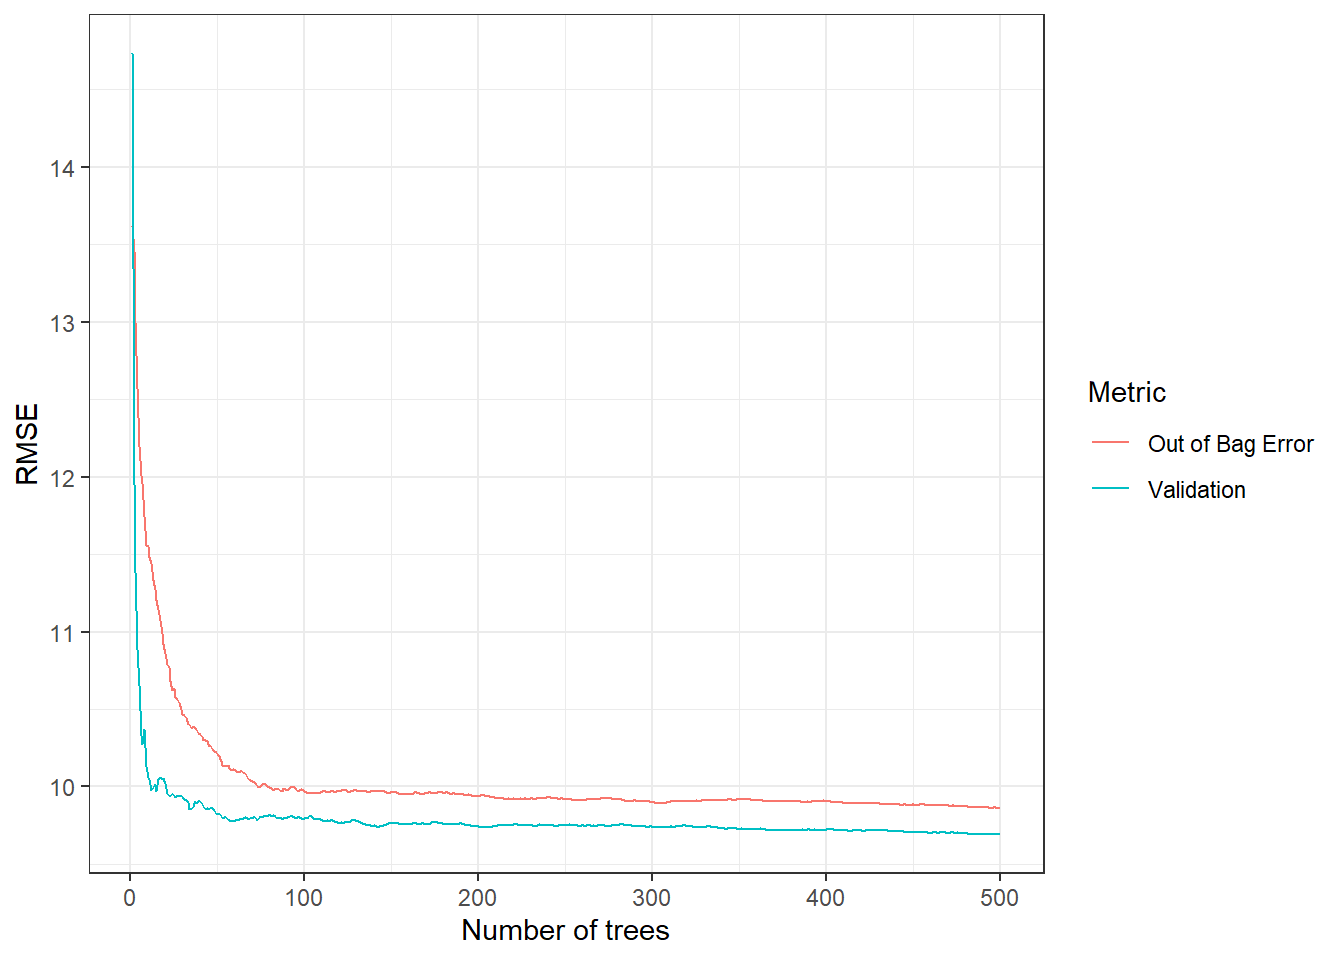 14
13
12
11
10
RMSE
0 100 200 300 400 500
Number of trees
Metric
Out of Bag Error
Validation